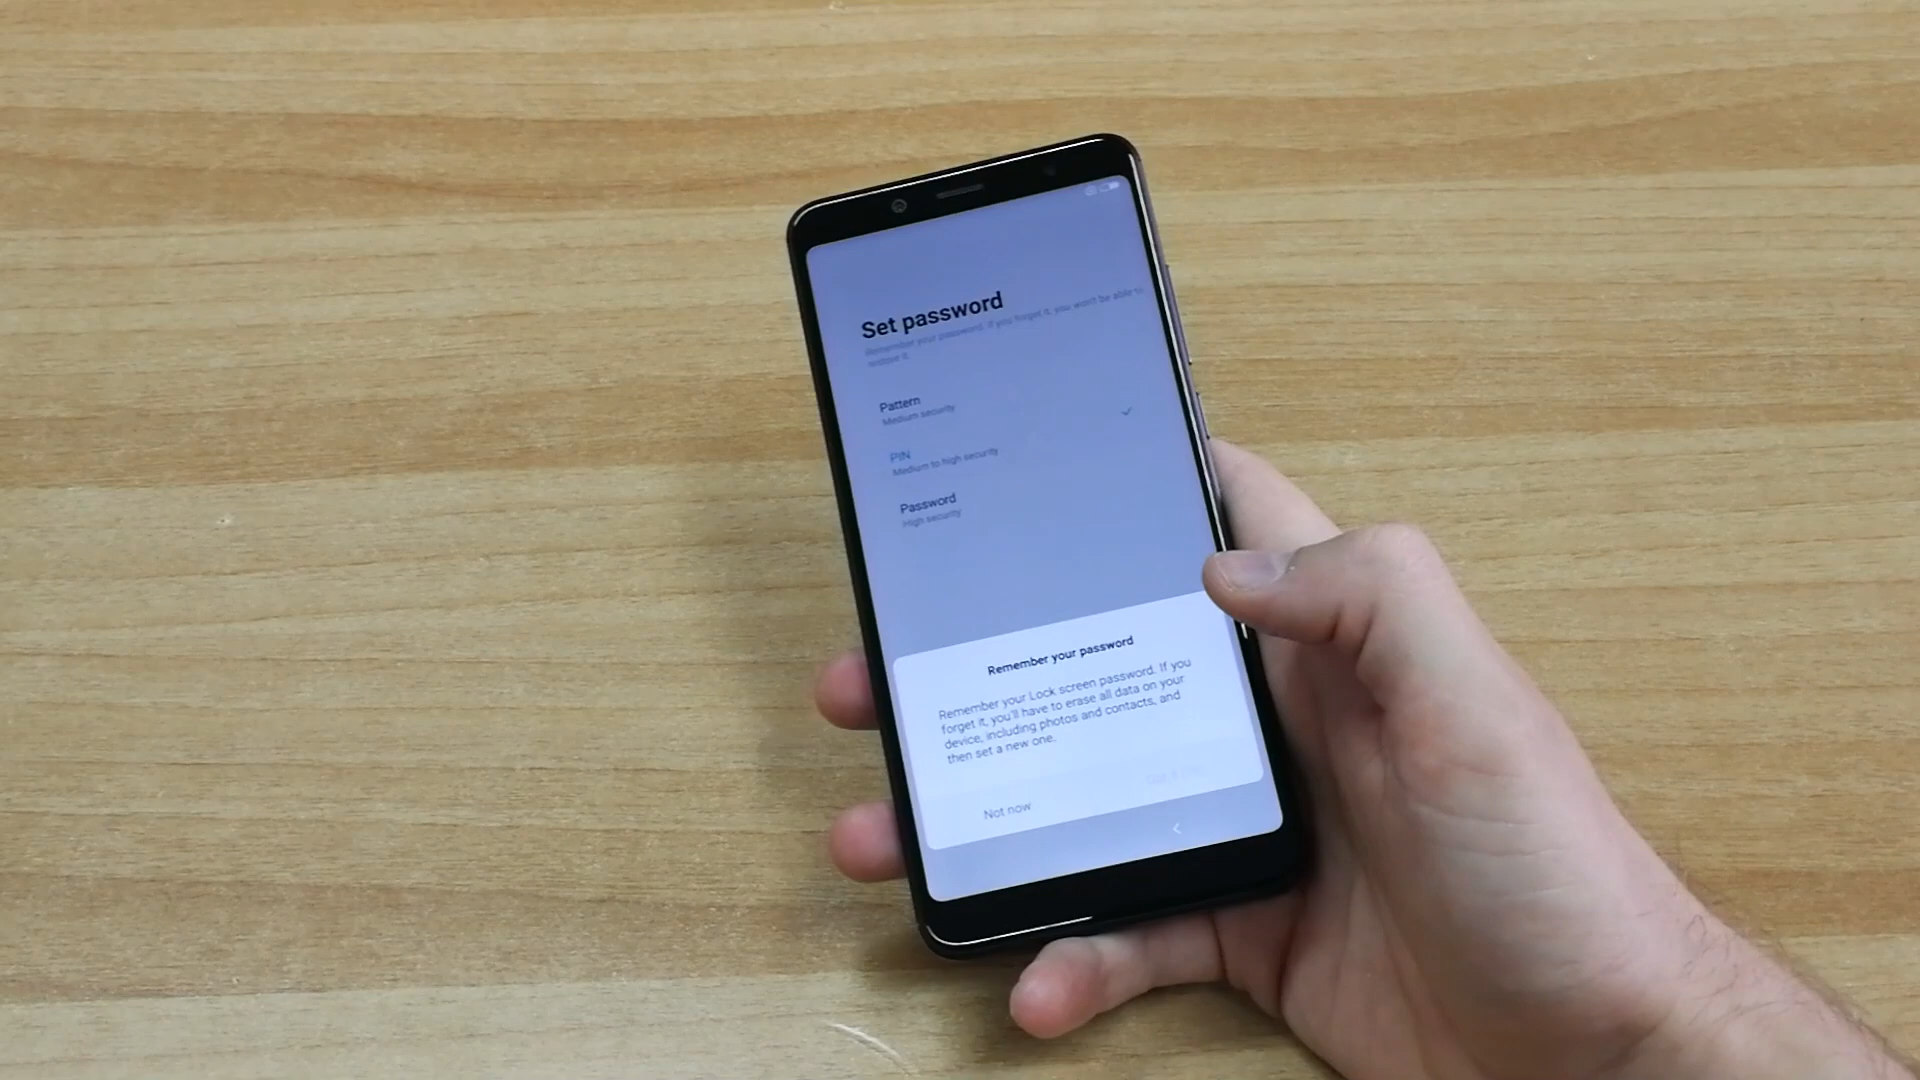 Set password
Remember your password. If you forget it, you won't be able to
restore it.
Pattern
Medium security
PIN
Medium to high security
Password
High security
Remember your password
Remember your Lock screen password. If you
forget it, you'll have to erase all data on your
device, including photos and contacts, and
then set a new one.
Not now